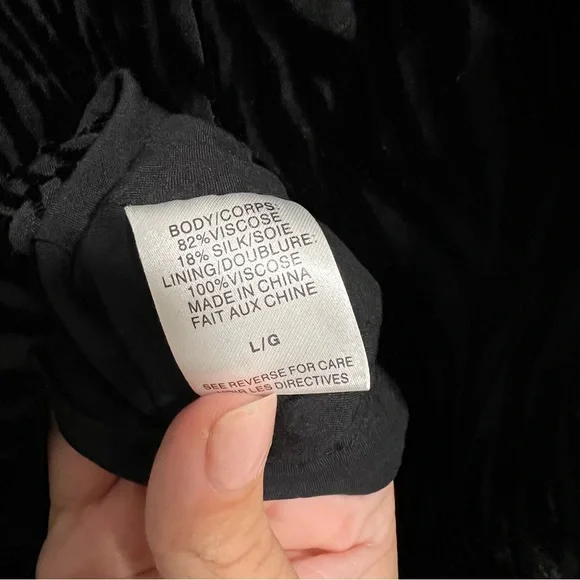 BODY/CORPS:
82%VISCOSE
18% SILK/SOIE
LINING/DOUBLURE:
100%VISCOSE
MADE IN CHINA
FAIT AUX CHINE
L/G
SEE REVERSE FOR CARE
LES DIRECTIVES